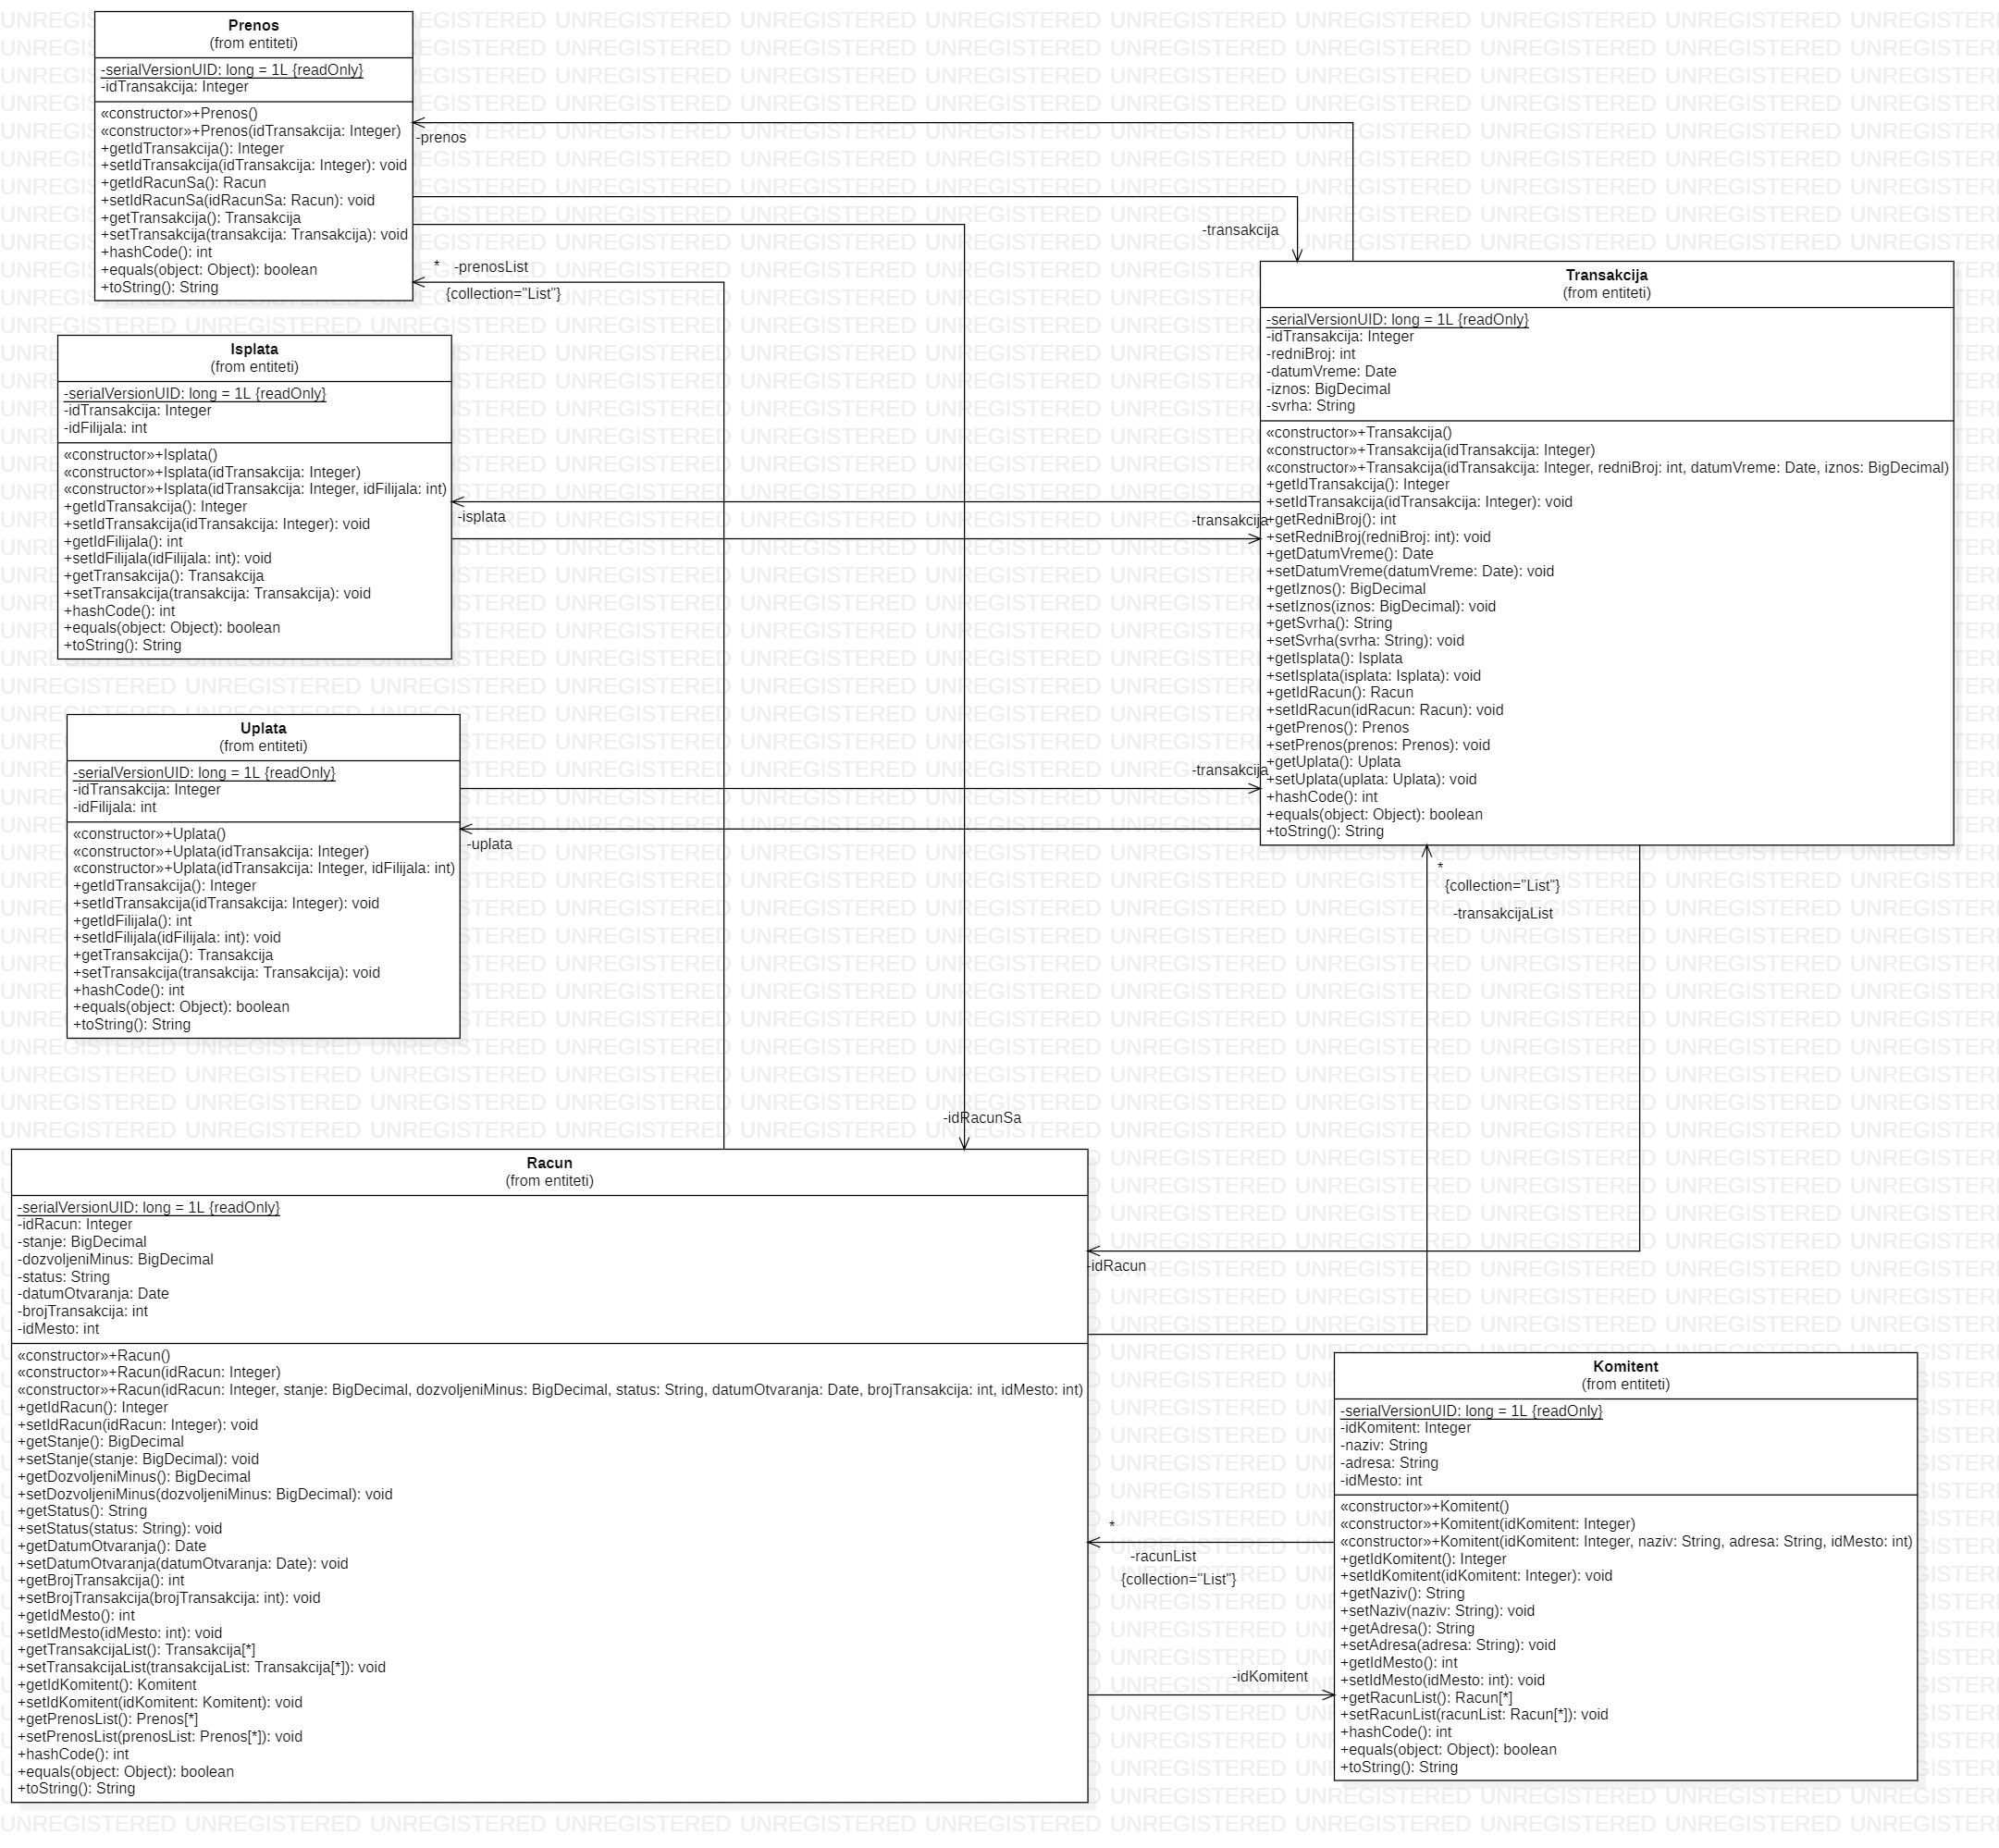 Prenos
(from entiteti)
-serialVersionUID: long = 1L {readOnly}
-idTransakcija: Integer
«constructor»+Prenos()
«constructor»+Prenos(idTransakcija: Integer)
+getIdTransakcija(): Integer
+setIdTransakcija(idTransakcija: Integer): void
+getIdRacunSa(): Racun
+setIdRacunSa(idRacunSa: Racun): void
+getTransakcija(): Transakcija
+setTransakcija(transakcija: Transakcija): void
+hashCode(): int
+equals(object: Object): boolean
+toString(): String
-prenos
-transakcija
*
-prenosList
{collection="List"}
Isplata
(from entiteti)
-serialVersionUID: long = 1L {readOnly}
-idTransakcija: Integer
-idFilijala: int
«constructor»+Isplata()
«constructor»+Isplata(idTransakcija: Integer)
«constructor»+Isplata(idTransakcija: Integer, idFilijala: int)
+getIdTransakcija(): Integer
+setIdTransakcija(idTransakcija: Integer): void
+getIdFilijala(): int
+setIdFilijala(idFilijala: int): void
+getTransakcija(): Transakcija
+setTransakcija(transakcija: Transakcija): void
+hashCode(): int
+equals(object: Object): boolean
+toString(): String
-isplata
-transakcija
Transakcija
(from entiteti)
-serialVersionUID: long = 1L {readOnly}
-idTransakcija: Integer
-redniBroj: int
-datumVreme: Date
-iznos: BigDecimal
-svrha: String
«constructor»+Transakcija()
«constructor»+Transakcija(idTransakcija: Integer)
«constructor»+Transakcija(idTransakcija: Integer, redniBroj: int, datumVreme: Date, iznos: BigDecimal)
+getIdTransakcija(): Integer
+setIdTransakcija(idTransakcija: Integer): void
+getRedniBroj(): int
+setRedniBroj(redniBroj: int): void
+getDatumVreme(): Date
+setDatumVreme(datumVreme: Date): void
+getIznos(): BigDecimal
+setIznos(iznos: BigDecimal): void
+getSvrha(): String
+setSvrha(svrha: String): void
+getIsplata(): Isplata
+setIsplata(isplata: Isplata): void
+getIdRacun(): Racun
+setIdRacun(idRacun: Racun): void
+getPrenos(): Prenos
+setPrenos(prenos: Prenos): void
+getUplata(): Uplata
+setUplata(uplata: Uplata): void
+hashCode(): int
+equals(object: Object): boolean
+toString(): String
Uplata
(from entiteti)
-serialVersionUID: long = 1L {readOnly}
-idTransakcija: Integer
-idFilijala: int
«constructor»+Uplata()
«constructor»+Uplata(idTransakcija: Integer)
«constructor»+Uplata(idTransakcija: Integer, idFilijala: int)
+getIdTransakcija(): Integer
+setIdTransakcija(idTransakcija: Integer): void
+getIdFilijala(): int
+setIdFilijala(idFilijala: int): void
+getTransakcija(): Transakcija
+setTransakcija(transakcija: Transakcija): void
+hashCode(): int
+equals(object: Object): boolean
+toString(): String
-transakcija
-uplata
*
{collection="List"}
-transakcijaList
-idRacunSa
Racun
(from entiteti)
-serialVersionUID: long = 1L {readOnly}
-idRacun: Integer
-stanje: BigDecimal
-dozvoljeniMinus: BigDecimal
-status: String
-datumOtvaranja: Date
-brojTransakcija: int
-idMesto: int
«constructor»+Racun()
«constructor»+Racun(idRacun: Integer)
«constructor»+Racun(idRacun: Integer, stanje: BigDecimal, dozvoljeniMinus: BigDecimal, status: String, datumOtvaranja: Date, brojTransakcija: int, idMesto: int)
+getIdRacun(): Integer
+setIdRacun(idRacun: Integer): void
+getStanje(): BigDecimal
+setStanje(stanje: BigDecimal): void
+getDozvoljeniMinus(): BigDecimal
+setDozvoljeniMinus(dozvoljeniMinus: BigDecimal): void
+getStatus(): String
+setStatus(status: String): void
+getDatumOtvaranja(): Date
+setDatumOtvaranja(datumOtvaranja: Date): void
+getBrojTransakcija(): int
+setBrojTransakcija(brojTransakcija: int): void
+getIdMesto(): int
+setIdMesto(idMesto: int): void
+getTransakcijaList(): Transakcija[*]
+setTransakcijaList(transakcijaList: Transakcija[*]): void
+getIdKomitent(): Komitent
+setIdKomitent(idKomitent: Komitent): void
+getPrenosList(): Prenos[*]
+setPrenosList(prenosList: Prenos[*]): void
+hashCode(): int
+equals(object: Object): boolean
+toString(): String
-idRacun
*
-racunList
{collection="List"}
-idKomitent
Komitent
(from entiteti)
-serialVersionUID: long = 1L {readOnly}
-idKomitent: Integer
-naziv: String
-adresa: String
-idMesto: int
«constructor»+Komitent()
«constructor»+Komitent(idKomitent: Integer)
«constructor»+Komitent(idKomitent: Integer, naziv: String, adresa: String, idMesto: int)
+getIdKomitent(): Integer
+setIdKomitent(idKomitent: Integer): void
+getNaziv(): String
+setNaziv(naziv: String): void
+getAdresa(): String
+setAdresa(adresa: String): void
+getIdMesto(): int
+setIdMesto(idMesto: int): void
+getRacunList(): Racun[*]
+setRacunList(racunList: Racun[*]): void
+hashCode(): int
+equals(object: Object): boolean
+toString(): String